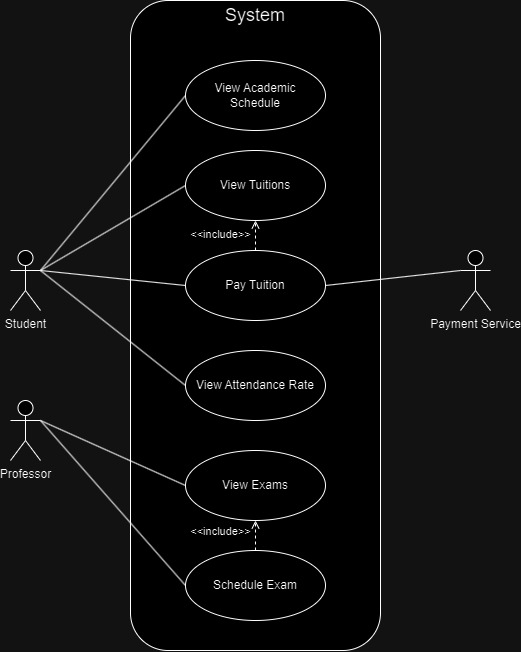 System
View Academic
Schedule
View Tuitions
<<include>>
Pay Tuition
Student
Payment Service
View Attendance Rate
Professor
View Exams
<<include>>
Schedule Exam